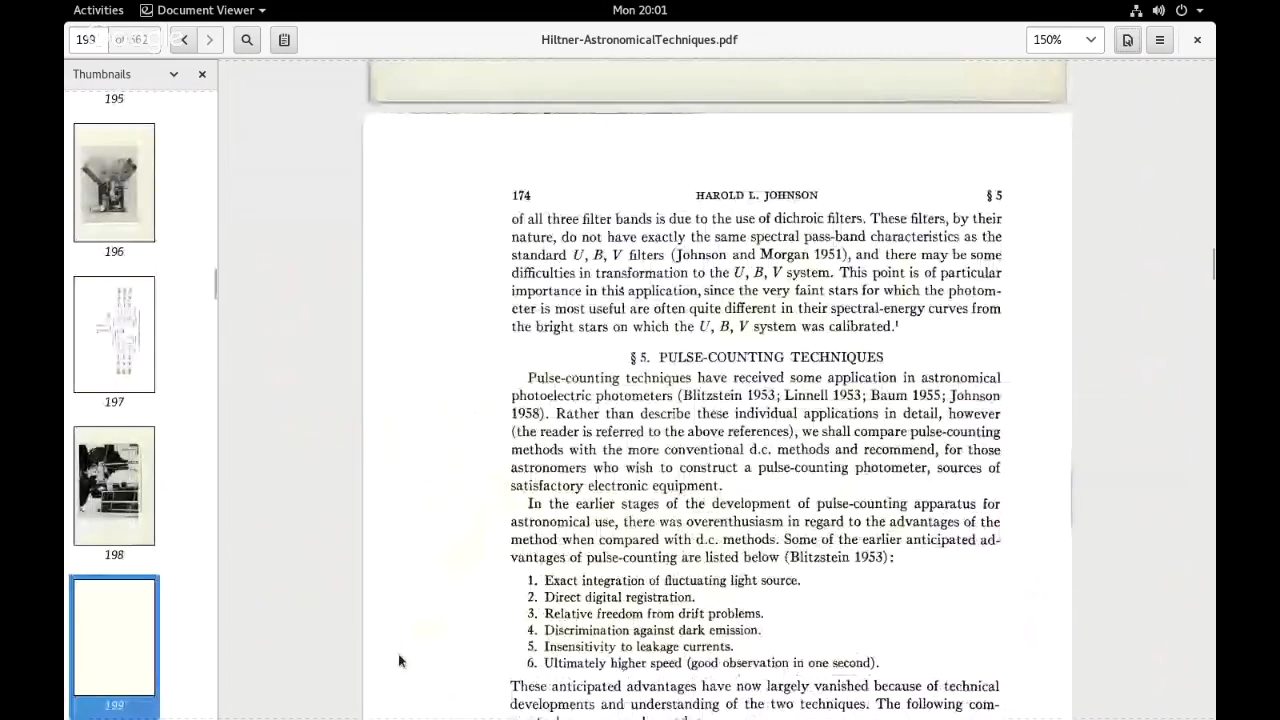 Activities
Document Viewer
Mon 20:01
199
of 662
Hiltner-AstronomicalTechniques.pdf
150%
Thumbnails
195
196
197
198
199
174
HAROLD L. JOHNSON
§ 5
of all three filter bands is due to the use of dichroic filters. These filters, by their
nature, do not have exactly the same spectral pass-band characteristics as the
standard U, B, V filters (Johnson and Morgan 1951), and there may be some
difficulties in transformation to the U, B, V system. This point is of particular
importance in this application, since the very faint stars for which the photom-
eter is most useful are often quite different in their spectral-energy curves from
the bright stars on which the U, B, V system was calibrated.¹
§ 5. PULSE-COUNTING TECHNIQUES
Pulse-counting techniques have received some application in astronomical
photoelectric photometers (Blitzstein 1953; Linnell 1953; Baum 1955; Johnson
1958). Rather than describe these individual applications in detail, however
(the reader is referred to the above references), we shall compare pulse-counting
methods with the more conventional d.c. methods and recommend, for those
astronomers who wish to construct a pulse-counting photometer, sources of
satisfactory electronic equipment.
In the earlier stages of the development of pulse-counting apparatus for
astronomical use, there was overenthusiasm in regard to the advantages of the
method when compared with d.c. methods. Some of the earlier anticipated ad-
vantages of pulse-counting are listed below (Blitzstein 1953):
1. Exact integration of fluctuating light source.
2. Direct digital registration.
3. Relative freedom from drift problems.
4. Discrimination against dark emission.
5. Insensitivity to leakage currents.
6. Ultimately higher speed (good observation in one second).
These anticipated advantages have now largely vanished because of technical
developments and understanding of the two techniques. The following com-